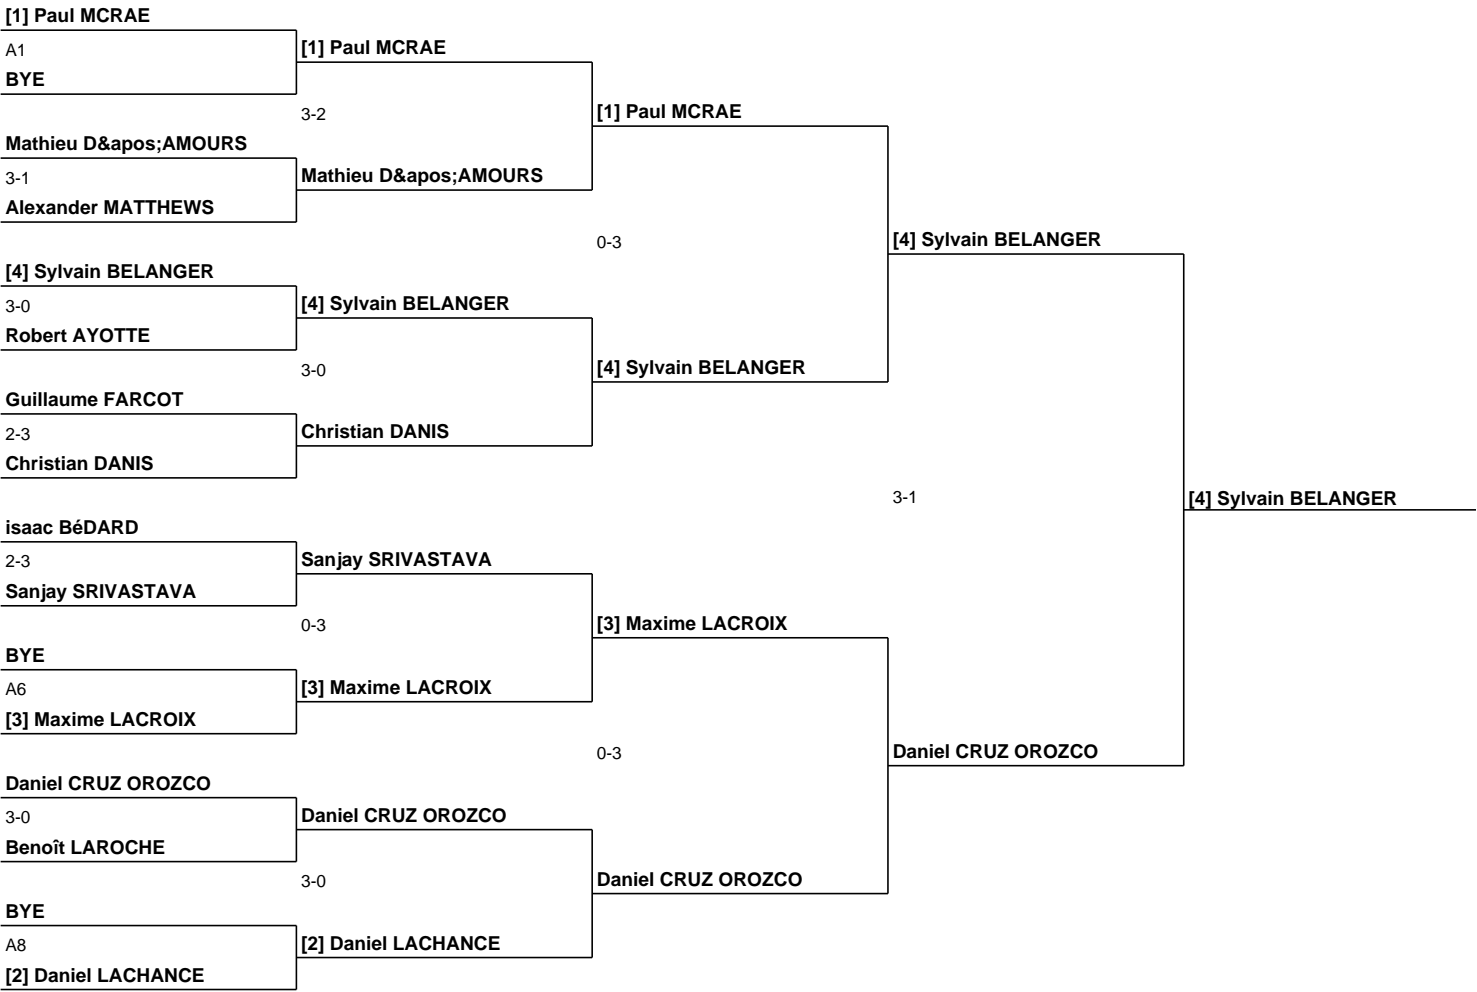 [1] Paul MCRAE
A1
BYE
Mathieu D&apos;AMOURS
3-1
Alexander MATTHEWS
[4] Sylvain BELANGER
3-0
Robert AYOTTE
Guillaume FARCOT
2-3
Christian DANIS
isaac BéDARD
2-3
Sanjay SRIVASTAVA
BYE
A6
[3] Maxime LACROIX
Daniel CRUZ OROZCO
3-0
Benoît LAROCHE
BYE
A8
[2] Daniel LACHANCE
[1] Paul MCRAE
3-2
Mathieu D&apos;AMOURS
[4] Sylvain BELANGER
3-0
Christian DANIS
Sanjay SRIVASTAVA
0-3
[3] Maxime LACROIX
Daniel CRUZ OROZCO
3-0
[2] Daniel LACHANCE
[1] Paul MCRAE
0-3
[4] Sylvain BELANGER
[3] Maxime LACROIX
0-3
Daniel CRUZ OROZCO
[4] Sylvain BELANGER
3-1
Daniel CRUZ OROZCO
[4] Sylvain BELANGER